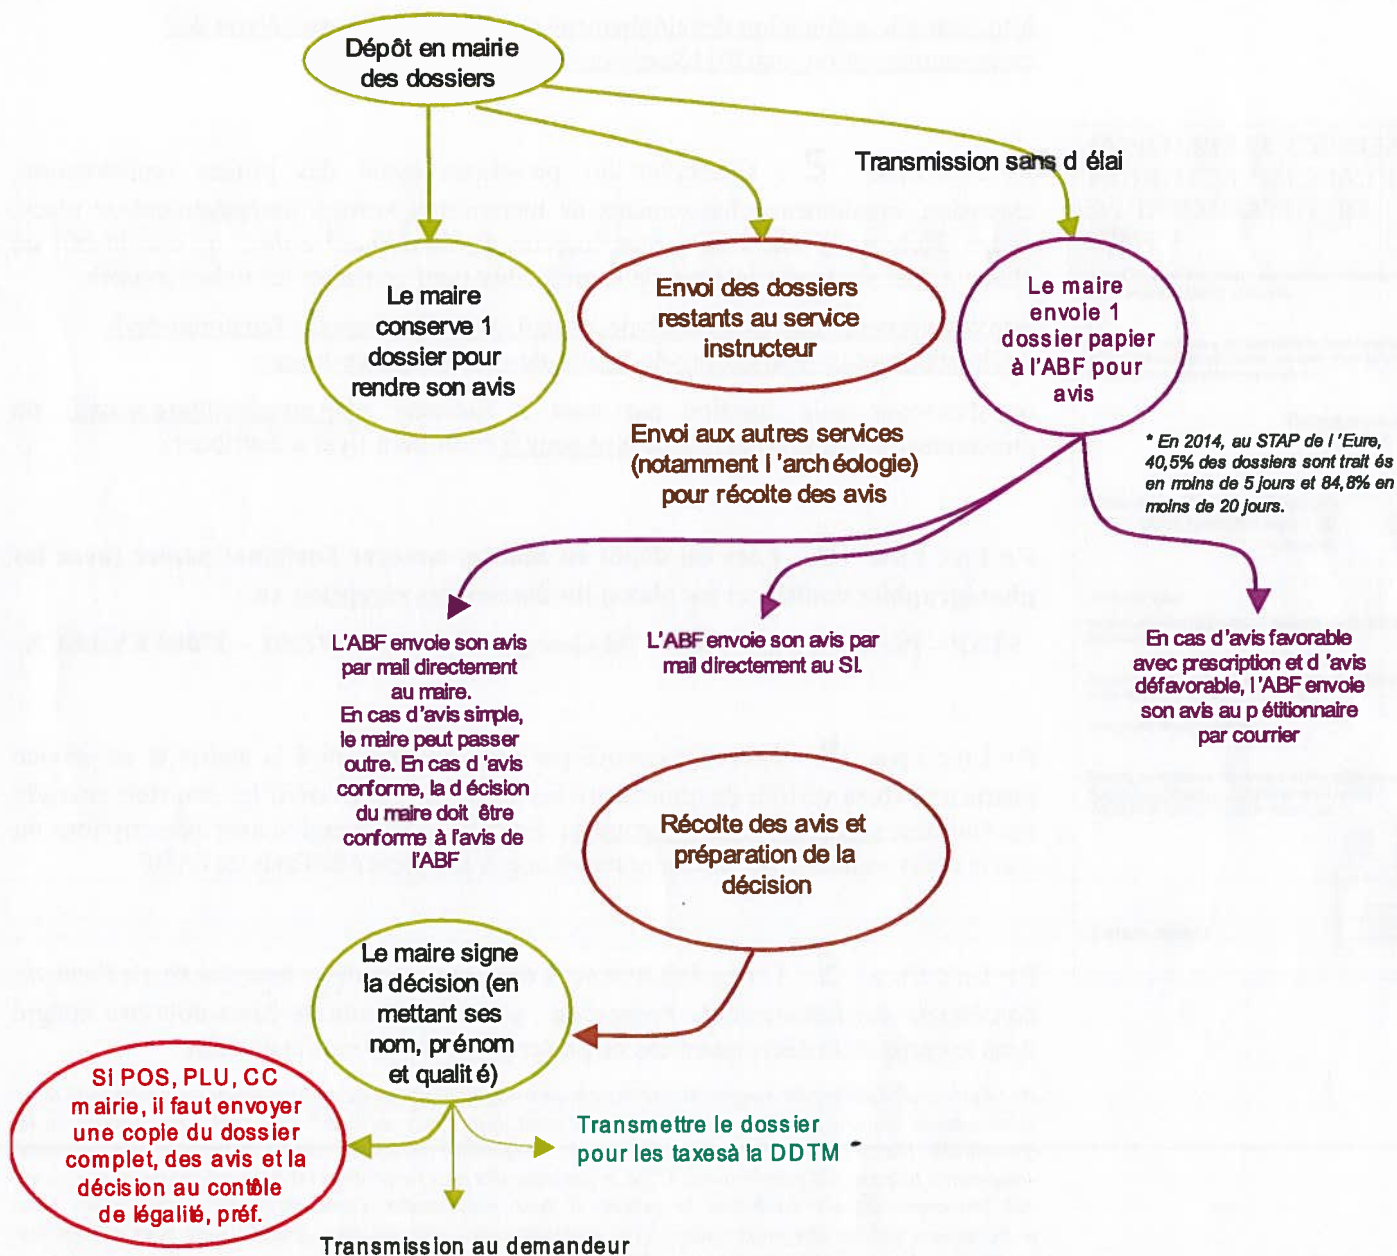 Dépôt en mairie
des dossiers
Transmission sans d élai
Le maire
conserve 1
dossier pour
rendre son avis
Envoi des dossiers
restants au service
instructeur
Le maire
envoie 1
dossier papier
à l'ABF pour
avis
Envoi aux autres services
(notamment l 'arch éologie)
pour récolte des avis
* En 2014, au STAP de l 'Eure,
40,5% des dossiers sont trait és
en moins de 5 jours et 84,8% en
moins de 20 jours.
L'ABF envoie son avis
par mail directement
au maire.
En cas d'avis simple,
le maire peut passer
outre. En cas d 'avis
conforme, la d écision
du maire doit être
conforme à l'avis de
l'ABF
L'ABF envoie son avis par
mail directement au SI.
En cas d'avis favorable
avec prescription et d 'avis
défavorable, l 'ABF envoie
son avis au p étitionnaire
par courrier
Récolte des avis et
préparation de la
décision
Le maire signe
la décision (en
mettant ses
nom, prénom
et qualit é)
Si POS, PLU, CC
mairie, il faut envoyer
une copie du dossier
complet, des avis et la
décision au contôle
de légalité, préf.
Transmettre le dossier
pour les taxesà la DDTM
Transmission au demandeur